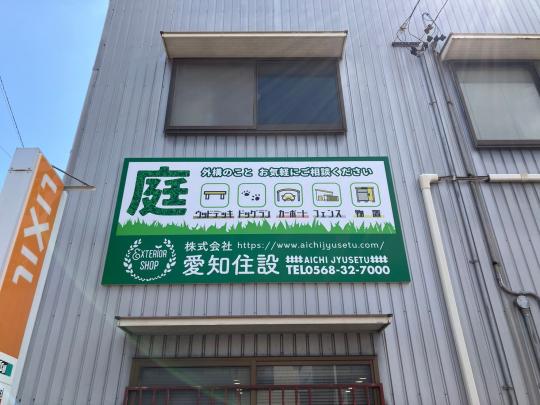 LIXIL
庭
外構のこと お気軽にご相談ください
ウッドデッキ ドッグラン カーポート フェンス 物置
EXTERIOR SHOP
株式会社 https://www.aichijyusetu.com/
愛知住設
AICHI JYUSETU
TEL0568-32-7000